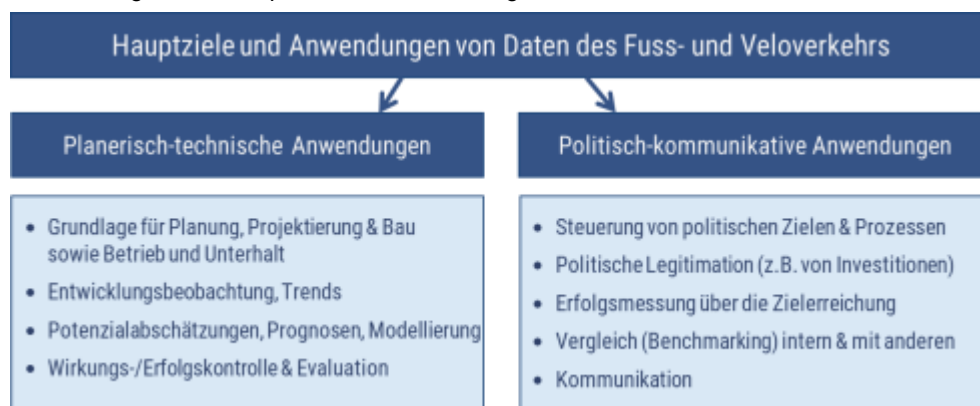 Hauptziele und Anwendungen von Daten des Fuss- und Veloverkehrs
Planerisch-technische Anwendungen
• Grundlage für Planung, Projektierung & Bau
sowie Betrieb und Unterhalt
• Entwicklungsbeobachtung, Trends
• Potenzialabschätzungen, Prognosen, Modellierung
• Wirkungs-/Erfolgskontrolle & Evaluation
Politisch-kommunikative Anwendungen
• Steuerung von politischen Zielen & Prozessen
• Politische Legitimation (z.B. von Investitionen)
• Erfolgsmessung über die Zielerreichung
• Vergleich (Benchmarking) intern & mit anderen
• Kommunikation